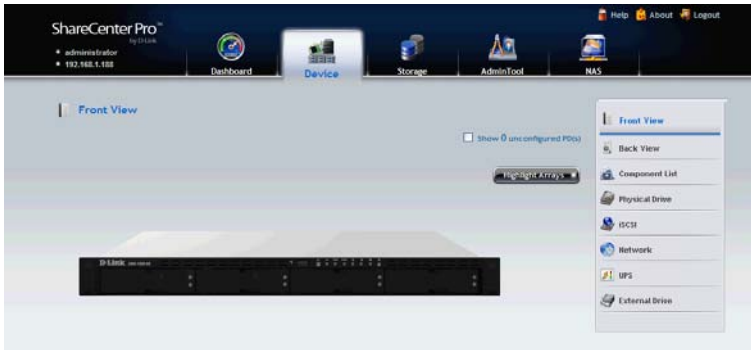 ShareCenter Pro™
by D-Link
administrator
192.168.1.188
Help About Logout
Dashboard Device Storage AdminTool NAS
Front View
Show 0 unconfigured PD(s)
Highlight Arrays
D-Link
Front View
Back View
Component List
Physical Drive
iSCSI
Network
UPS
External Drive